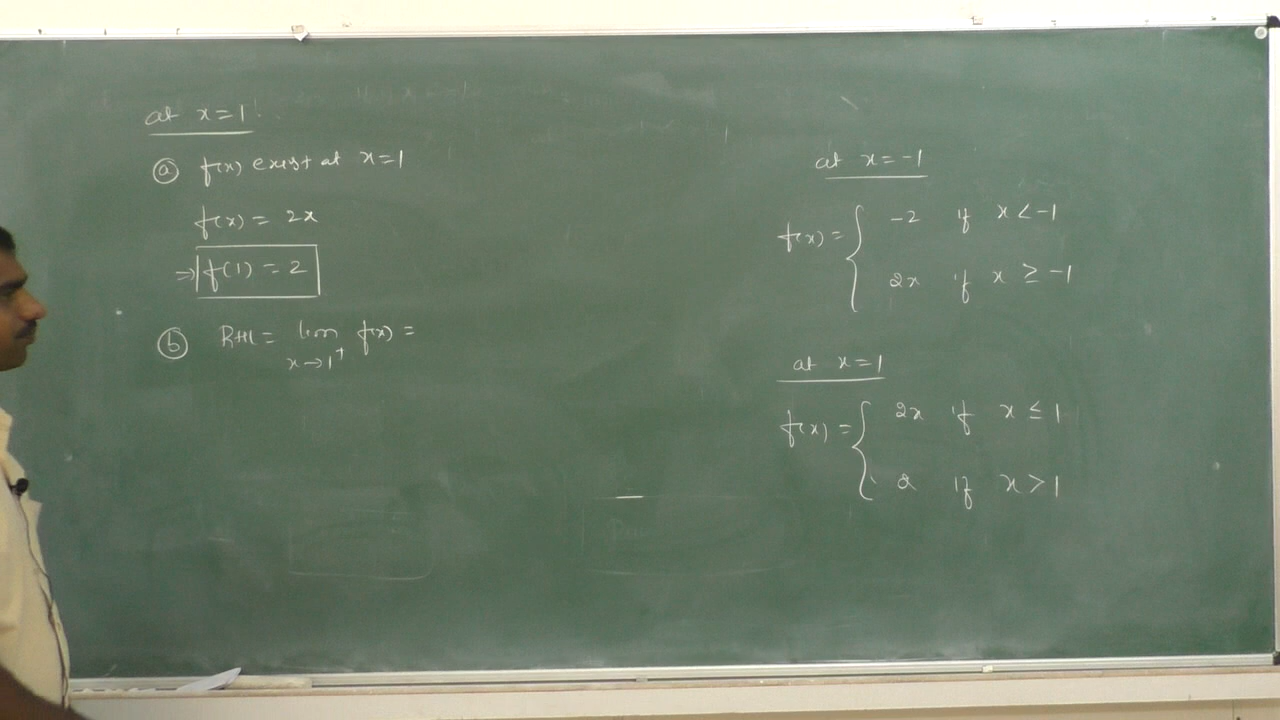 at x=1
ⓐ f(x) exist at x=1
f(x) = 2x
⇒ f(1) = 2
ⓑ RHL = lim f(x) =
x→1⁺
at x=-1
f(x) = { -2 if x < -1
2x if x ≥ -1
at x=1
f(x) = { 2x if x ≤ 1
2 if x > 1